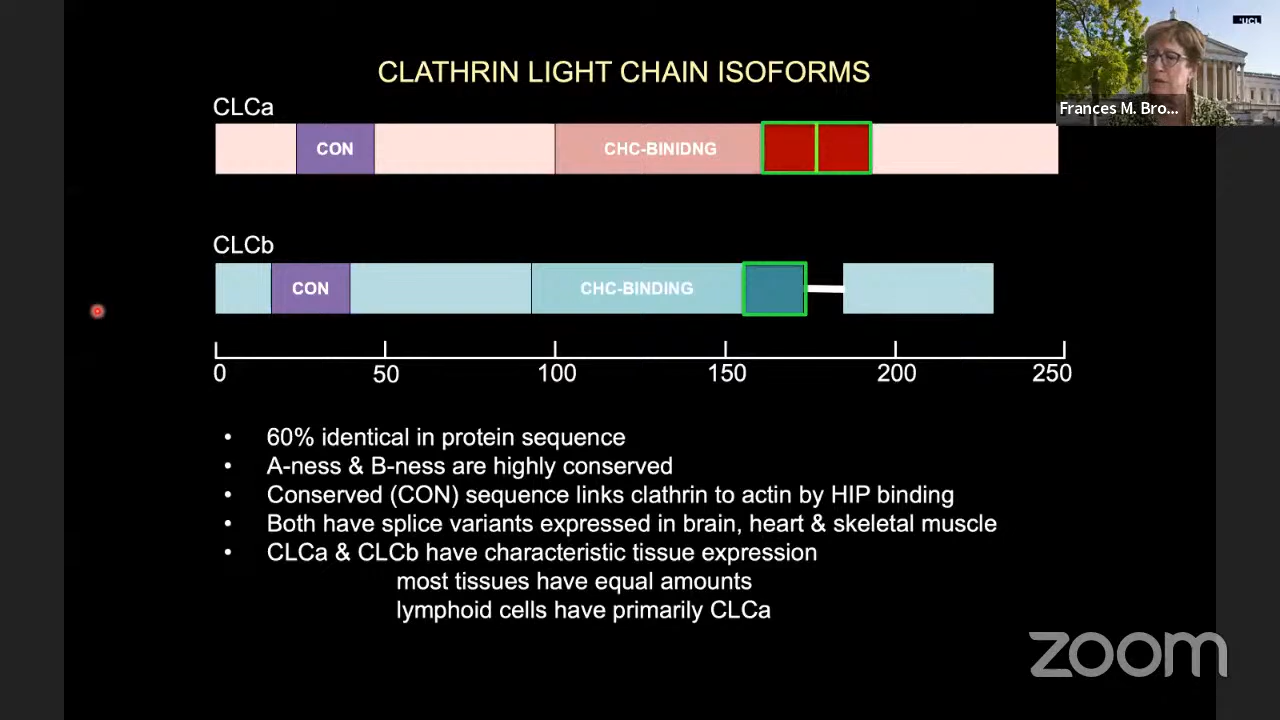 UCL
Frances M. Bro...
CLATHRIN LIGHT CHAIN ISOFORMS
CLCa
CON
CHC-BINIDNG
CLCb
CON
CHC-BINDING
0 50 100 150 200 250
• 60% identical in protein sequence
• A-ness & B-ness are highly conserved
• Conserved (CON) sequence links clathrin to actin by HIP binding
• Both have splice variants expressed in brain, heart & skeletal muscle
• CLCa & CLCb have characteristic tissue expression
most tissues have equal amounts
lymphoid cells have primarily CLCa
zoom